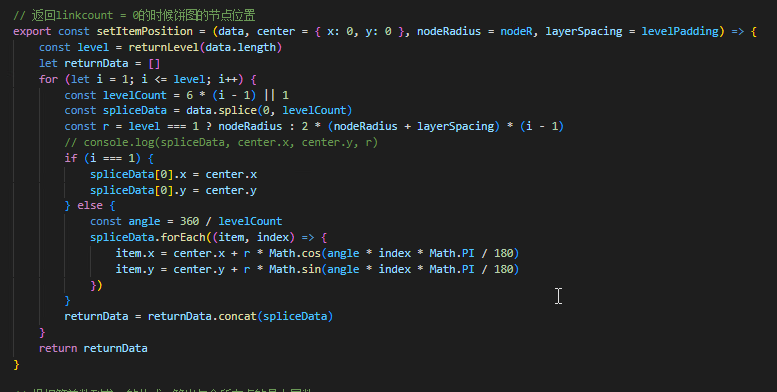 // 返回linkcount = 0的时候饼图的节点位置
export const setItemPosition = (data, center = { x: 0, y: 0 }, nodeRadius = nodeR, layerSpacing = levelPadding) => {
    const level = returnLevel(data.length)
    let returnData = []
    for (let i = 1; i <= level; i++) {
        const levelCount = 6 * (i - 1) || 1
        const spliceData = data.splice(0, levelCount)
        const r = level === 1 ? nodeRadius : 2 * (nodeRadius + layerSpacing) * (i - 1)
        // console.log(spliceData, center.x, center.y, r)
        if (i === 1) {
            spliceData[0].x = center.x
            spliceData[0].y = center.y
        } else {
            const angle = 360 / levelCount
            spliceData.forEach((item, index) => {
                item.x = center.x + r * Math.cos(angle * index * Math.PI / 180)
                item.y = center.y + r * Math.sin(angle * index * Math.PI / 180)
            })
        }
        returnData = returnData.concat(spliceData)
    }
    return returnData
}